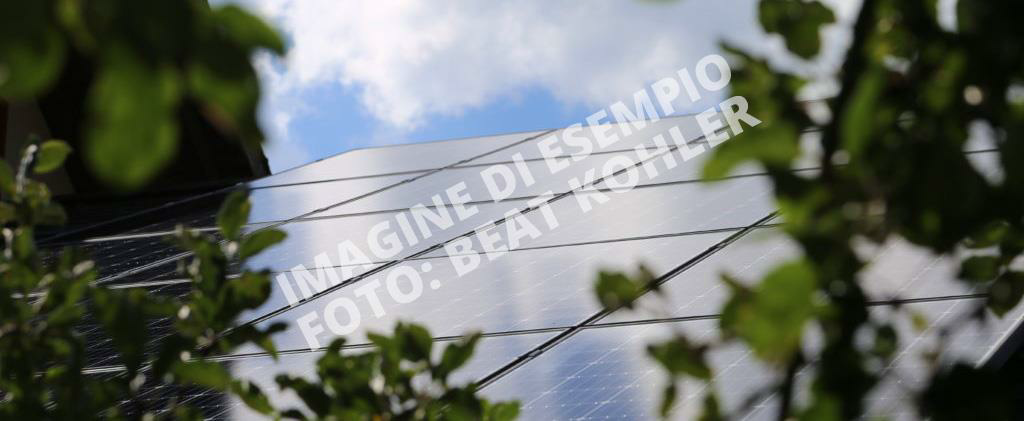 IMAGINE DI ESEMPIO
FOTO: BEAT KOHLER